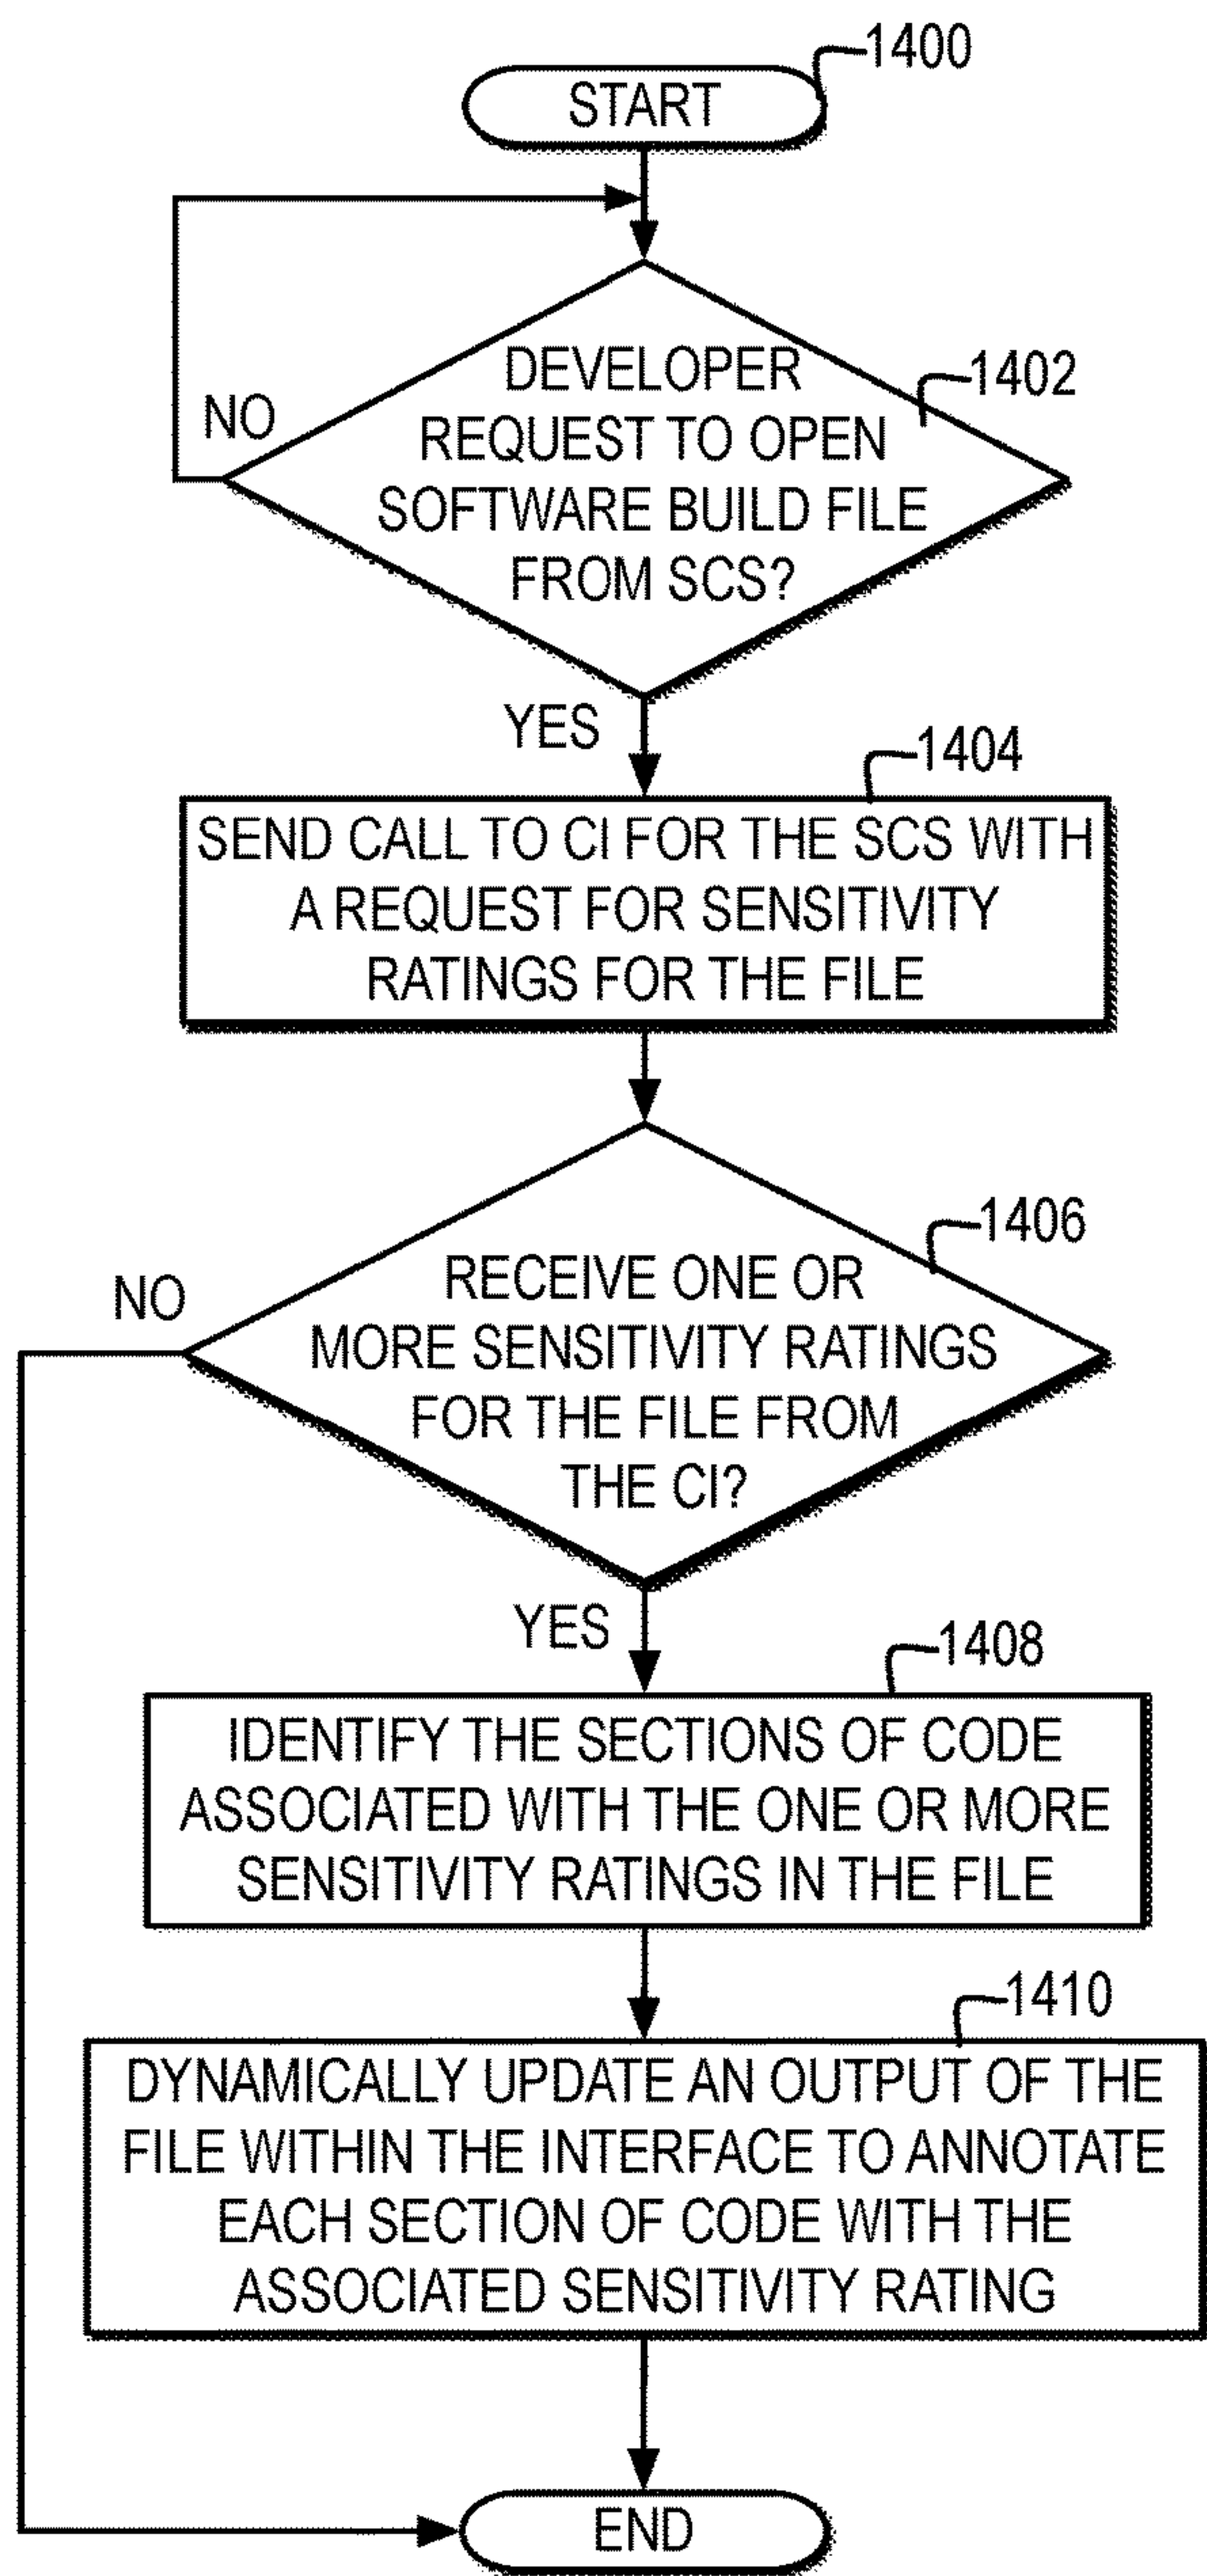 1400
START
DEVELOPER
REQUEST TO OPEN
SOFTWARE BUILD FILE
FROM SCS?
1402
NO
YES
1404
SEND CALL TO CI FOR THE SCS WITH
A REQUEST FOR SENSITIVITY
RATINGS FOR THE FILE
1406
RECEIVE ONE OR
MORE SENSITIVITY RATINGS
FOR THE FILE FROM
THE CI?
NO
YES
1408
IDENTIFY THE SECTIONS OF CODE
ASSOCIATED WITH THE ONE OR MORE
SENSITIVITY RATINGS IN THE FILE
1410
DYNAMICALLY UPDATE AN OUTPUT OF THE
FILE WITHIN THE INTERFACE TO ANNOTATE
EACH SECTION OF CODE WITH THE
ASSOCIATED SENSITIVITY RATING
END